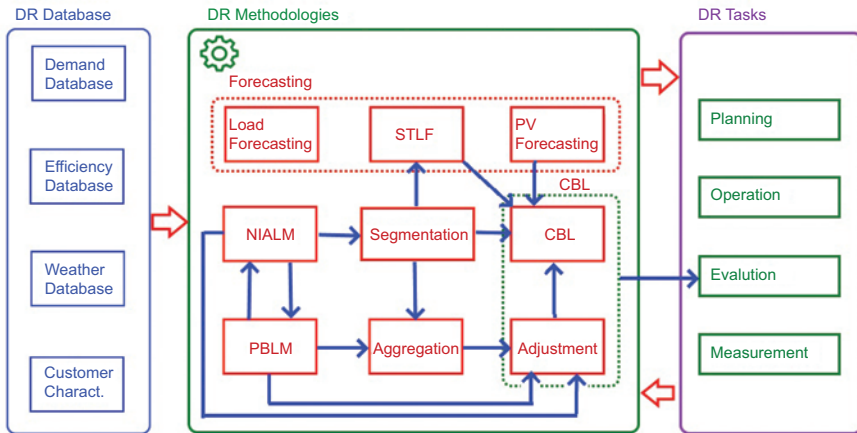 DR Database
DR Methodologies
DR Tasks
Demand
Database
Efficiency
Database
Weather
Database
Customer
Charact.
Forecasting
Load
Forecasting
STLF
PV
Forecasting
CBL
NIALM
Segmentation
CBL
PBLM
Aggregation
Adjustment
Planning
Operation
Evalution
Measurement